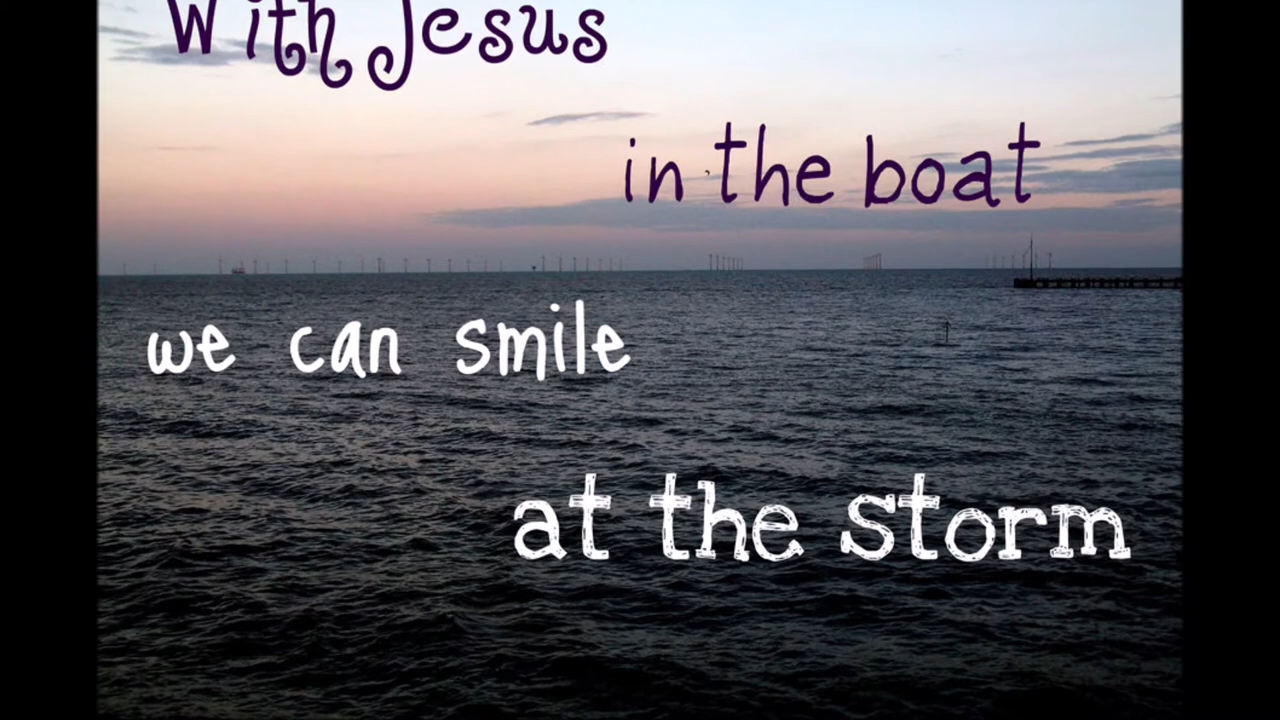 With Jesus
in the boat
we can smile
at the storm